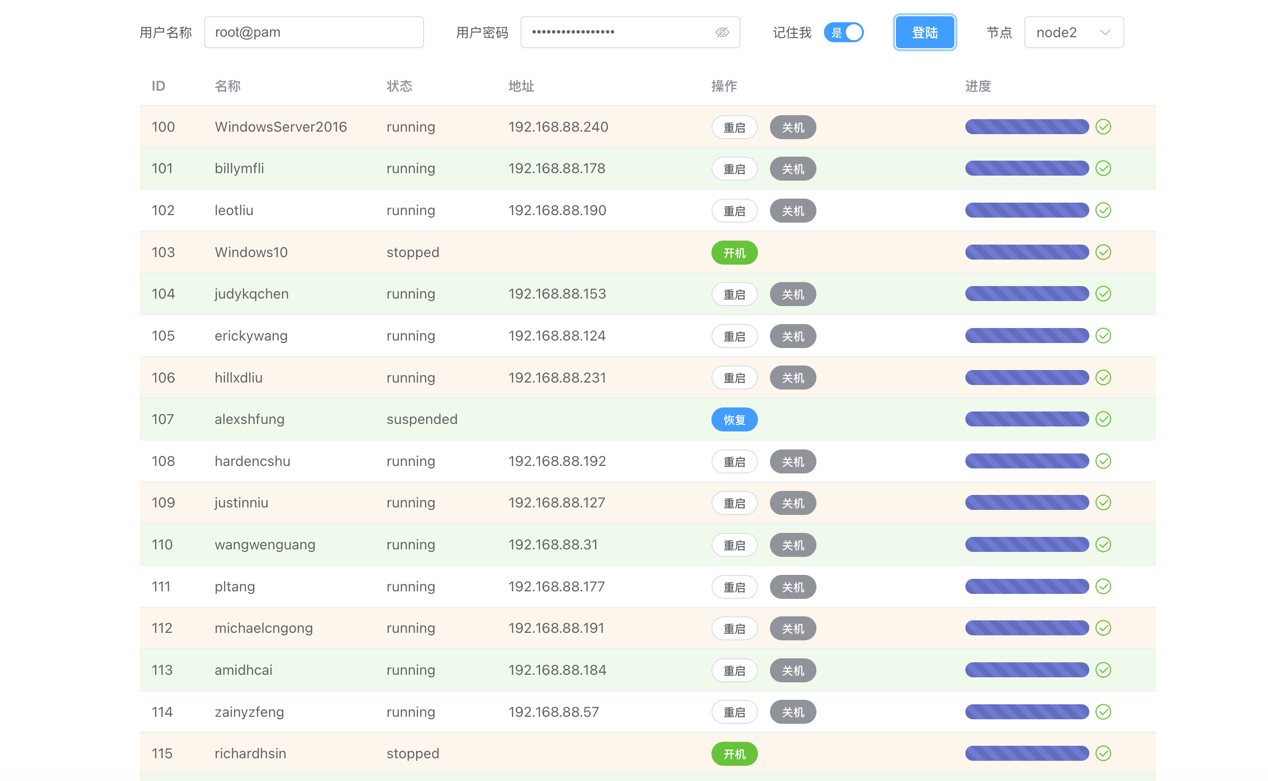 用户名称 root@pam 用户密码 •••••••••••••••• 记住我 是 登陆 节点 node2
ID 名称 状态 地址 操作 进度
100 WindowsServer2016 running 192.168.88.240 重启 关机
101 billymfli running 192.168.88.178 重启 关机
102 leotliu running 192.168.88.190 重启 关机
103 Windows10 stopped 开机
104 judykqchen running 192.168.88.153 重启 关机
105 erickywang running 192.168.88.124 重启 关机
106 hillxdliu running 192.168.88.231 重启 关机
107 alexshfung suspended 恢复
108 hardencshu running 192.168.88.192 重启 关机
109 justinniu running 192.168.88.127 重启 关机
110 wangwenguang running 192.168.88.31 重启 关机
111 pltang running 192.168.88.177 重启 关机
112 michaelcngong running 192.168.88.191 重启 关机
113 amidhcai running 192.168.88.184 重启 关机
114 zainyzfeng running 192.168.88.57 重启 关机
115 richardhsin stopped 开机